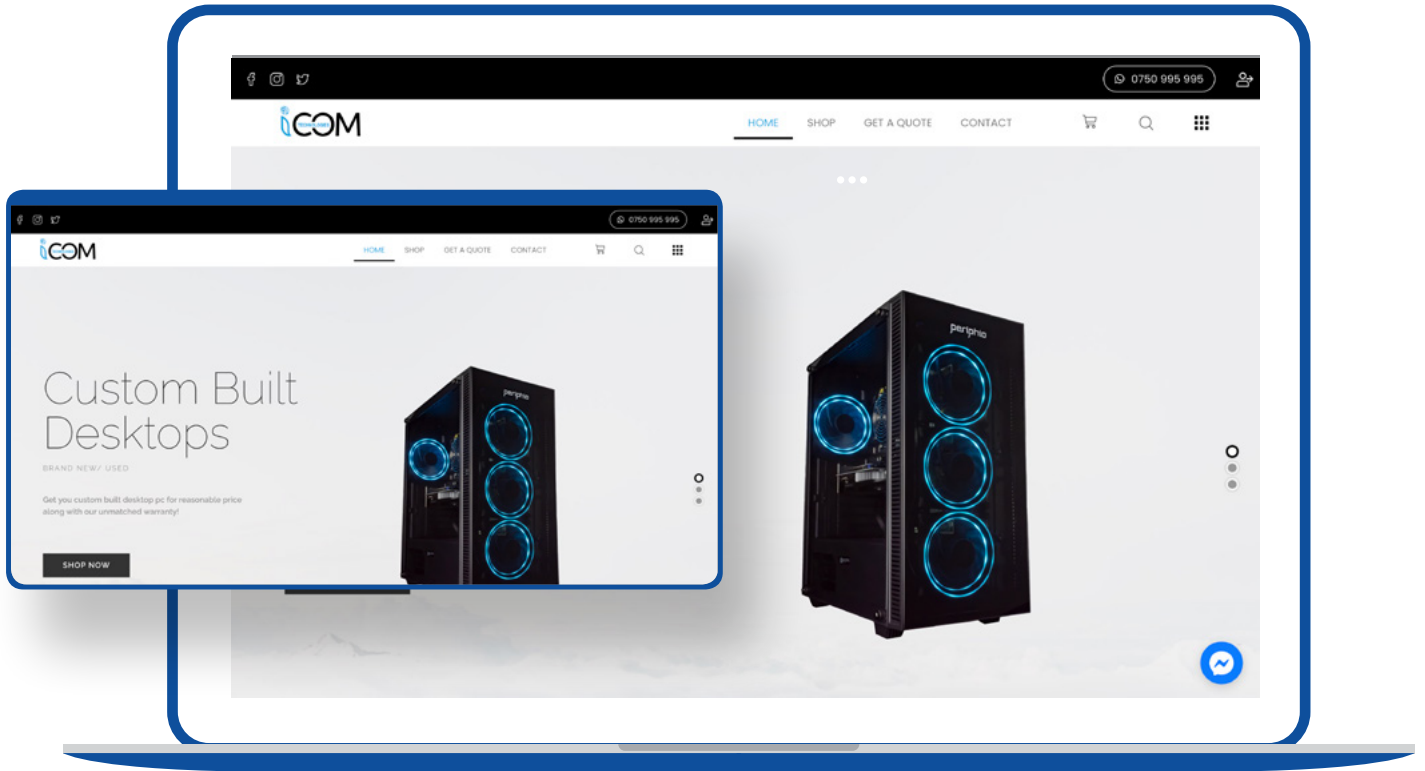 0750 995 995
iCOM
HOME SHOP GET A QUOTE CONTACT
periphio
0750 995 995
iCOM
HOME SHOP GET A QUOTE CONTACT
Custom Built
Desktops
BRAND NEW/ USED
Get you custom built desktop pc for reasonable price
along with our unmatched warranty!
SHOP NOW
periphio